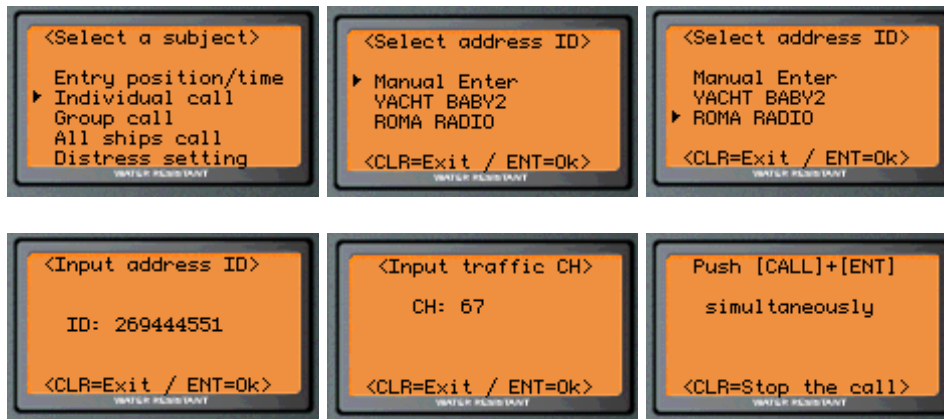 <Select a subject>
Entry position/time
Individual call
Group call
All ships call
Distress setting
WATER RESISTANT
<Select address ID>
Manual Enter
YACHT BABY2
ROMA RADIO
<CLR=Exit / ENT=Ok>
WATER RESISTANT
<Select address ID>
Manual Enter
YACHT BABY2
ROMA RADIO
<CLR=Exit / ENT=Ok>
WATER RESISTANT
<Input address ID>
ID: 269444551
<CLR=Exit / ENT=Ok>
WATER RESISTANT
<Input traffic CH>
CH: 67
<CLR=Exit / ENT=Ok>
WATER RESISTANT
Push [CALL]+[ENT]
simultaneously
<CLR=Stop the call>
WATER RESISTANT